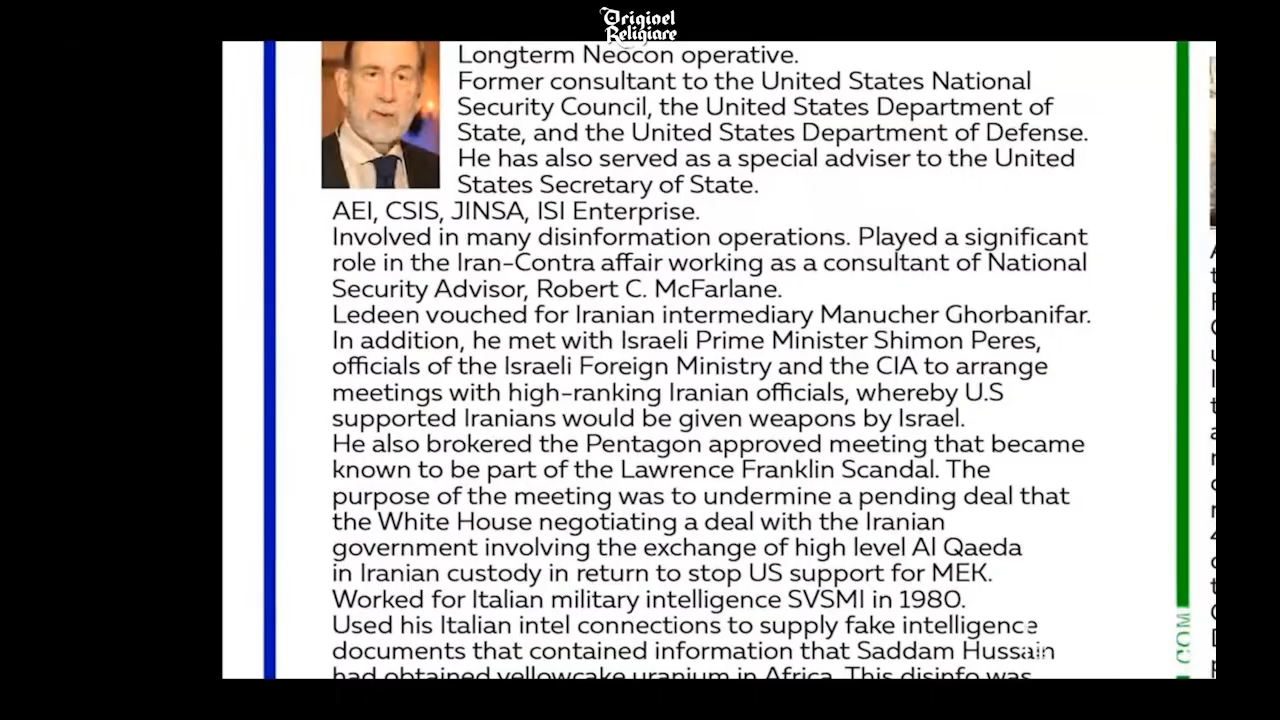 Origioel
Religiare
Longterm Neocon operative.
Former consultant to the United States National
Security Council, the United States Department of
State, and the United States Department of Defense.
He has also served as a special adviser to the United
States Secretary of State.
AEI, CSIS, JINSA, ISI Enterprise.
Involved in many disinformation operations. Played a significant
role in the Iran-Contra affair working as a consultant of National
Security Advisor, Robert C. McFarlane.
Ledeen vouched for Iranian intermediary Manucher Ghorbanifar.
In addition, he met with Israeli Prime Minister Shimon Peres,
officials of the Israeli Foreign Ministry and the CIA to arrange
meetings with high-ranking Iranian officials, whereby U.S
supported Iranians would be given weapons by Israel.
He also brokered the Pentagon approved meeting that became
known to be part of the Lawrence Franklin Scandal. The
purpose of the meeting was to undermine a pending deal that
the White House negotiating a deal with the Iranian
government involving the exchange of high level Al Qaeda
in Iranian custody in return to stop US support for MEK.
Worked for Italian military intelligence SVSMI in 1980.
Used his Italian intel connections to supply fake intelligence
documents that contained information that Saddam Hussain
had obtained yellowcake uranium in Africa. This disinfo was
.COM